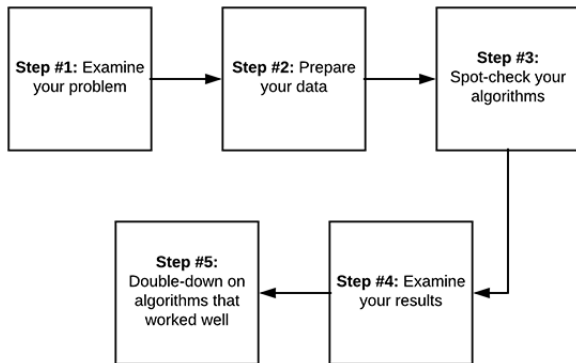 Step #1: Examine
your problem
Step #2: Prepare
your data
Step #3:
Spot-check your
algorithms
Step #4: Examine
your results
Step #5:
Double-down on
algorithms that
worked well